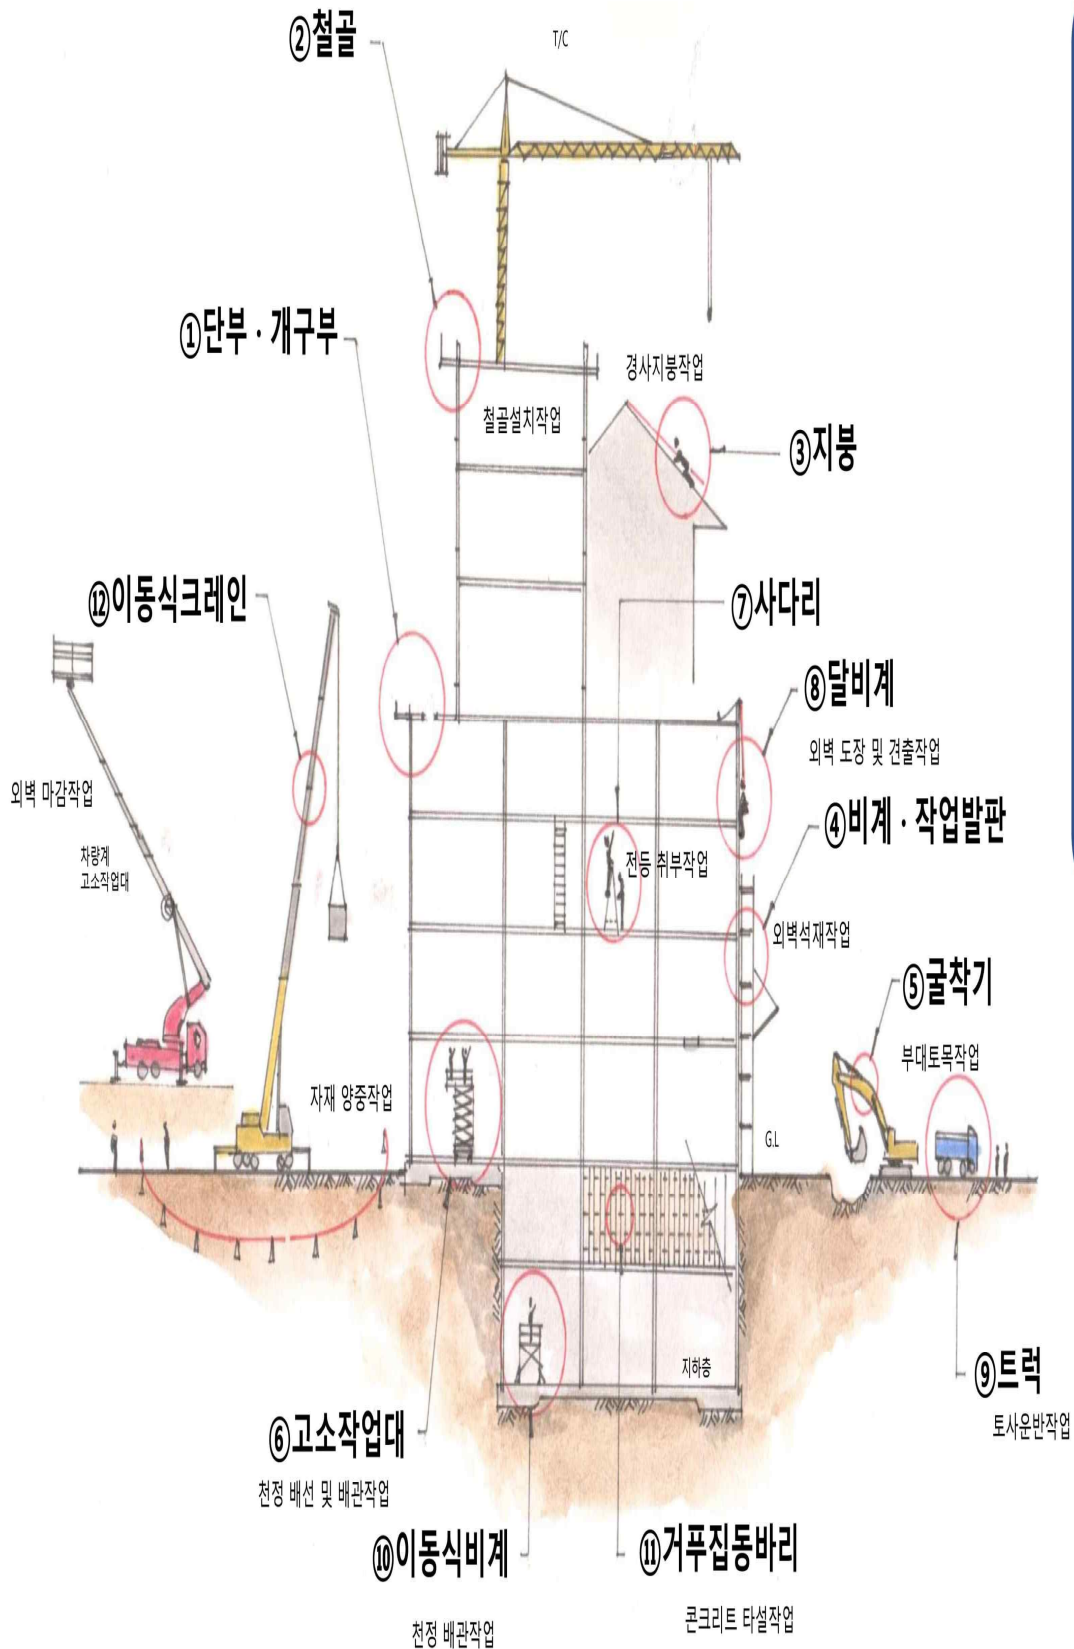 ②철골
T/C
①단부 · 개구부
경사지붕작업
철골설치작업
③지붕
⑫이동식크레인
⑦사다리
⑧달비계
외벽 도장 및 견출작업
외벽 마감작업
④비계 · 작업발판
차량계
고소작업대
전등 취부작업
외벽석재작업
⑤굴착기
부대토목작업
자재 양중작업
G.L
지하층
⑨트럭
토사운반작업
⑥고소작업대
천정 배선 및 배관작업
⑩이동식비계
천정 배관작업
⑪거푸집동바리
콘크리트 타설작업